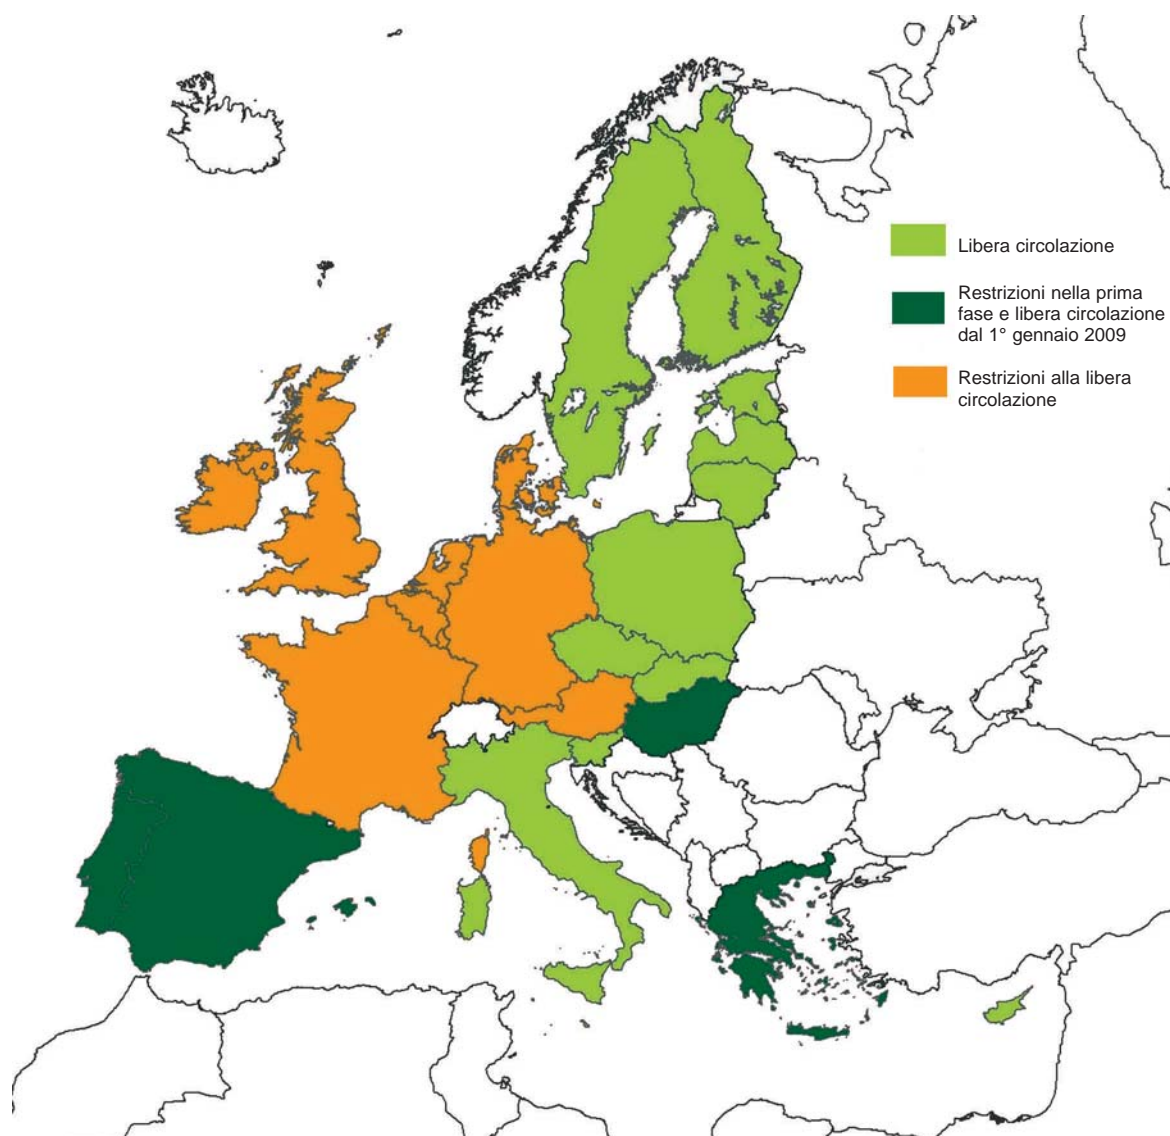 Libera circolazione
Restrizioni nella prima
fase e libera circolazione
dal 1° gennaio 2009
Restrizioni alla libera
circolazione